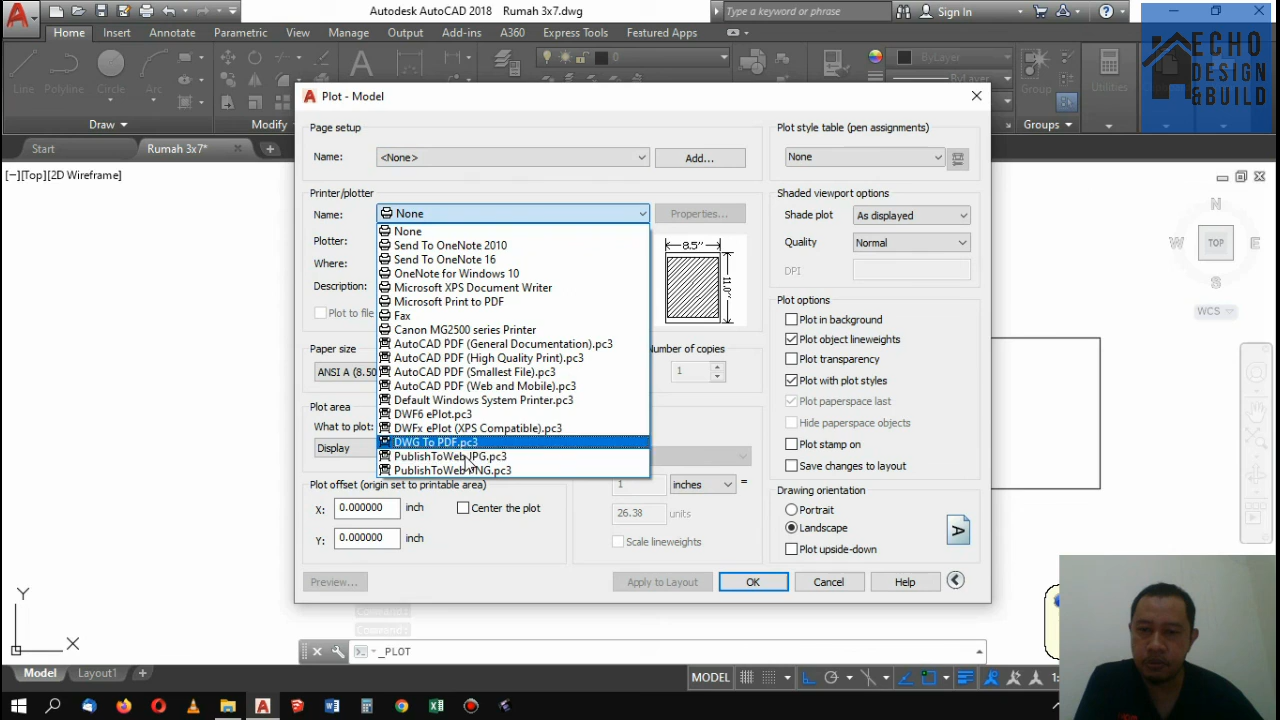 Autodesk AutoCAD 2018 Rumah 3x7.dwg
Type a keyword or phrase
Sign In
Home Insert Annotate Parametric View Manage Output Add-ins A360 Express Tools Featured Apps
ECHO
DESIGN
&BUILD
Line Polyline Circle Arc
0
ByLayer
Group
Utilities
Draw
Modify
Groups
Start
Rumah 3x7*
[−][Top][2D Wireframe]
Plot - Model
Page setup
Name: <None>
Add...
Printer/plotter
Name: None
Properties...
Plotter:
Where:
Description:
Plot to file
None
Send To OneNote 2010
Send To OneNote 16
OneNote for Windows 10
Microsoft XPS Document Writer
Microsoft Print to PDF
Fax
Canon MG2500 series Printer
AutoCAD PDF (General Documentation).pc3
AutoCAD PDF (High Quality Print).pc3
AutoCAD PDF (Smallest File).pc3
AutoCAD PDF (Web and Mobile).pc3
Default Windows System Printer.pc3
DWF6 ePlot.pc3
DWFx ePlot (XPS Compatible).pc3
DWG To PDF.pc3
PublishToWeb JPG.pc3
PublishToWeb PNG.pc3
8.5"
11.0"
Paper size
ANSI A (8.50
Number of copies
1
Plot area
What to plot:
Display
Plot offset (origin set to printable area)
X: 0.000000 inch
Center the plot
Y: 0.000000 inch
1 inches =
26.38 units
Scale lineweights
Plot style table (pen assignments)
None
Shaded viewport options
Shade plot As displayed
Quality Normal
DPI
Plot options
Plot in background
Plot object lineweights
Plot transparency
Plot with plot styles
Plot paperspace last
Hide paperspace objects
Plot stamp on
Save changes to layout
Drawing orientation
Portrait
Landscape
Plot upside-down
A
Preview...
Apply to Layout
OK
Cancel
Help
N
W TOP E
S
WCS
Y
X
Command:
Command:
_PLOT
Model Layout1
MODEL